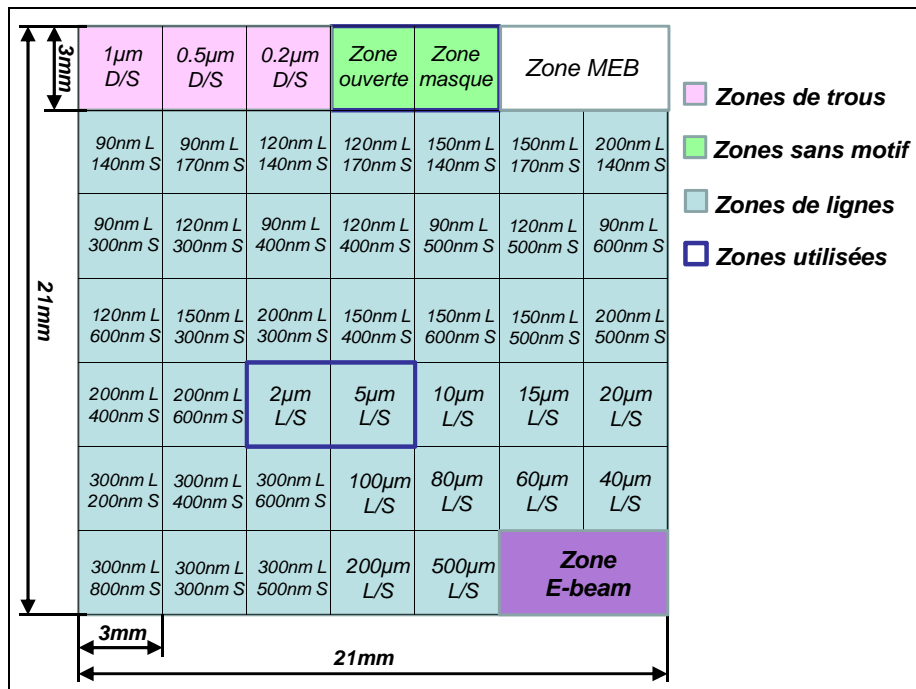 1µm
D/S
0.5µm
D/S
0.2µm
D/S
Zone
ouverte
Zone
masque
Zone MEB
3mm
90nm L
140nm S
90nm L
170nm S
120nm L
140nm S
120nm L
170nm S
150nm L
140nm S
150nm L
170nm S
200nm L
140nm S
90nm L
300nm S
120nm L
300nm S
90nm L
400nm S
120nm L
400nm S
90nm L
500nm S
120nm L
500nm S
90nm L
600nm S
21mm
120nm L
600nm S
150nm L
300nm S
200nm L
300nm S
150nm L
400nm S
150nm L
600nm S
150nm L
500nm S
200nm L
500nm S
200nm L
400nm S
200nm L
600nm S
2µm
L/S
5µm
L/S
10µm
L/S
15µm
L/S
20µm
L/S
300nm L
200nm S
300nm L
400nm S
300nm L
600nm S
100µm
L/S
80µm
L/S
60µm
L/S
40µm
L/S
300nm L
800nm S
300nm L
300nm S
300nm L
500nm S
200µm
L/S
500µm
L/S
Zone
E-beam
3mm
21mm
Zones de trous
Zones sans motif
Zones de lignes
Zones utilisées